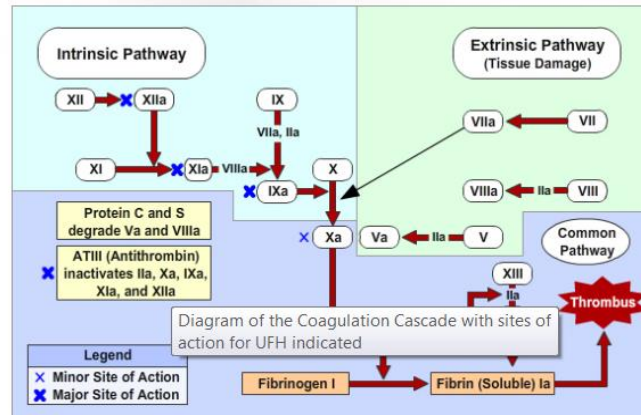 Intrinsic Pathway
Extrinsic Pathway
(Tissue Damage)
XII
XIIa
IX
VIIa, IIa
VIIa
VII
XI
XIa
VIIIa
X
IXa
VIIIa
IIa
VIII
Protein C and S
degrade Va and VIIIa
Xa
Va
IIa
V
Common
Pathway
ATIII (Antithrombin)
inactivates IIa, Xa, IXa,
XIa, and XIIa
XIII
IIa
Thrombus
Diagram of the Coagulation Cascade with sites of
action for UFH indicated
Legend
Minor Site of Action
Major Site of Action
Fibrinogen I
Fibrin (Soluble) Ia